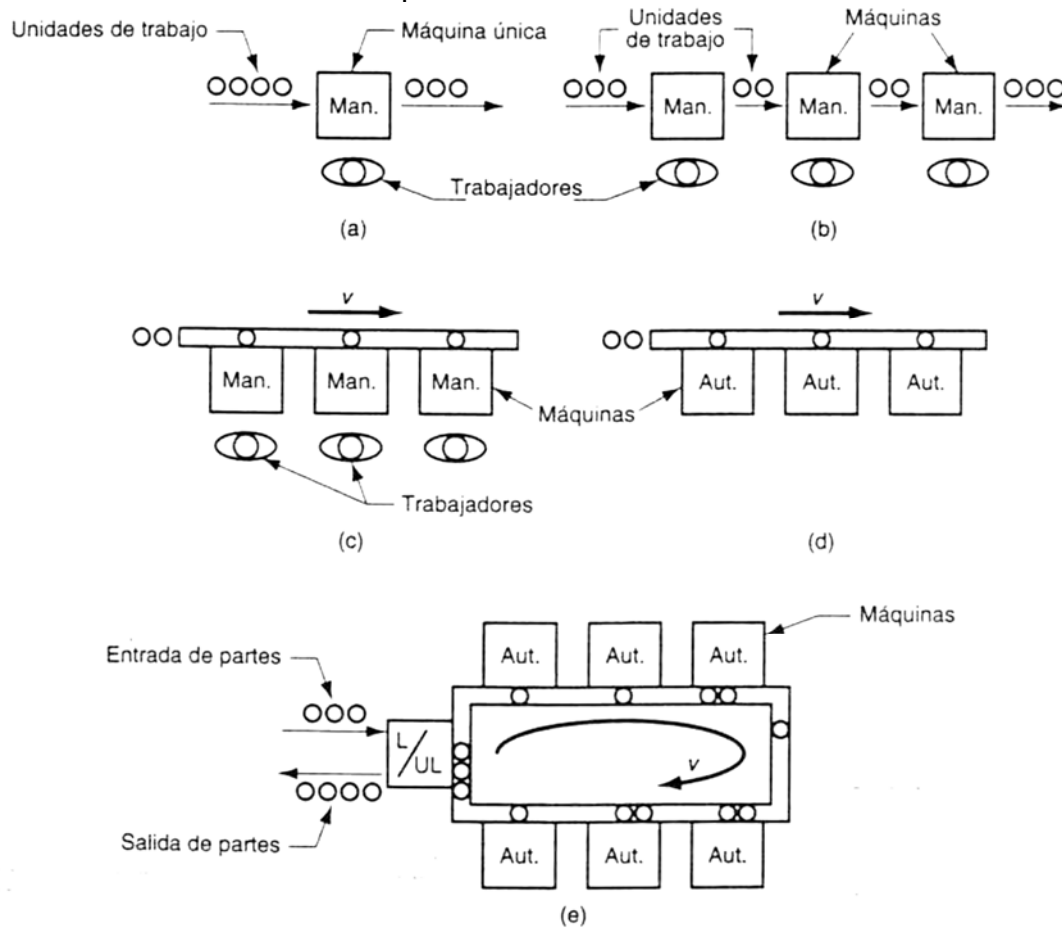 Unidades de trabajo
Máquina única
Unidades
de trabajo
Máquinas
Man.
Man.
Man.
Man.
Trabajadores
(a)
(b)
v
v
Man.
Man.
Man.
Aut.
Aut.
Aut.
Máquinas
Trabajadores
(c)
(d)
Máquinas
Aut.
Aut.
Aut.
Entrada de partes
L/UL
v
Salida de partes
Aut.
Aut.
Aut.
(e)